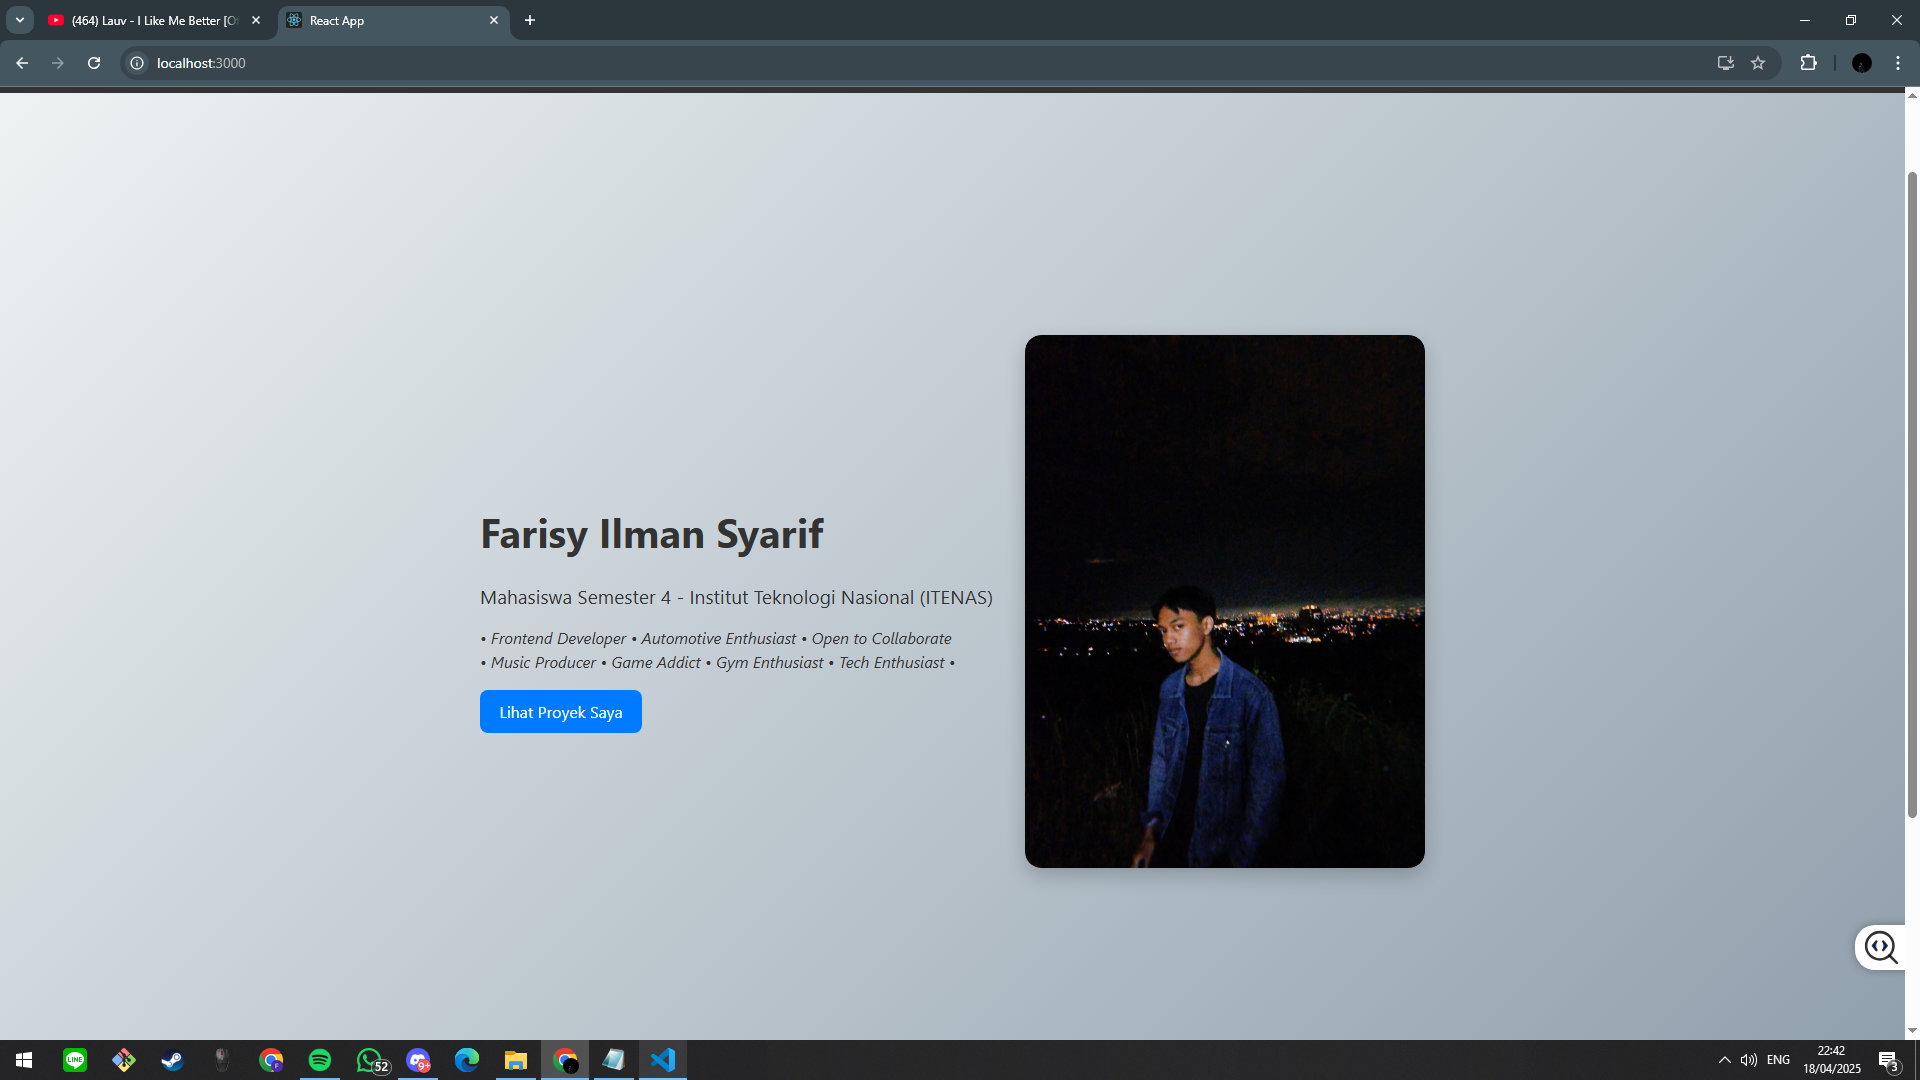 (464) Lauv - I Like Me Better [O
React App
localhost:3000
Farisy Ilman Syarif
Mahasiswa Semester 4 - Institut Teknologi Nasional (ITENAS)
• Frontend Developer • Automotive Enthusiast • Open to Collaborate
• Music Producer • Game Addict • Gym Enthusiast • Tech Enthusiast •
Lihat Proyek Saya
LINE
F
52
9+
ENG
22:42
18/04/2025
3